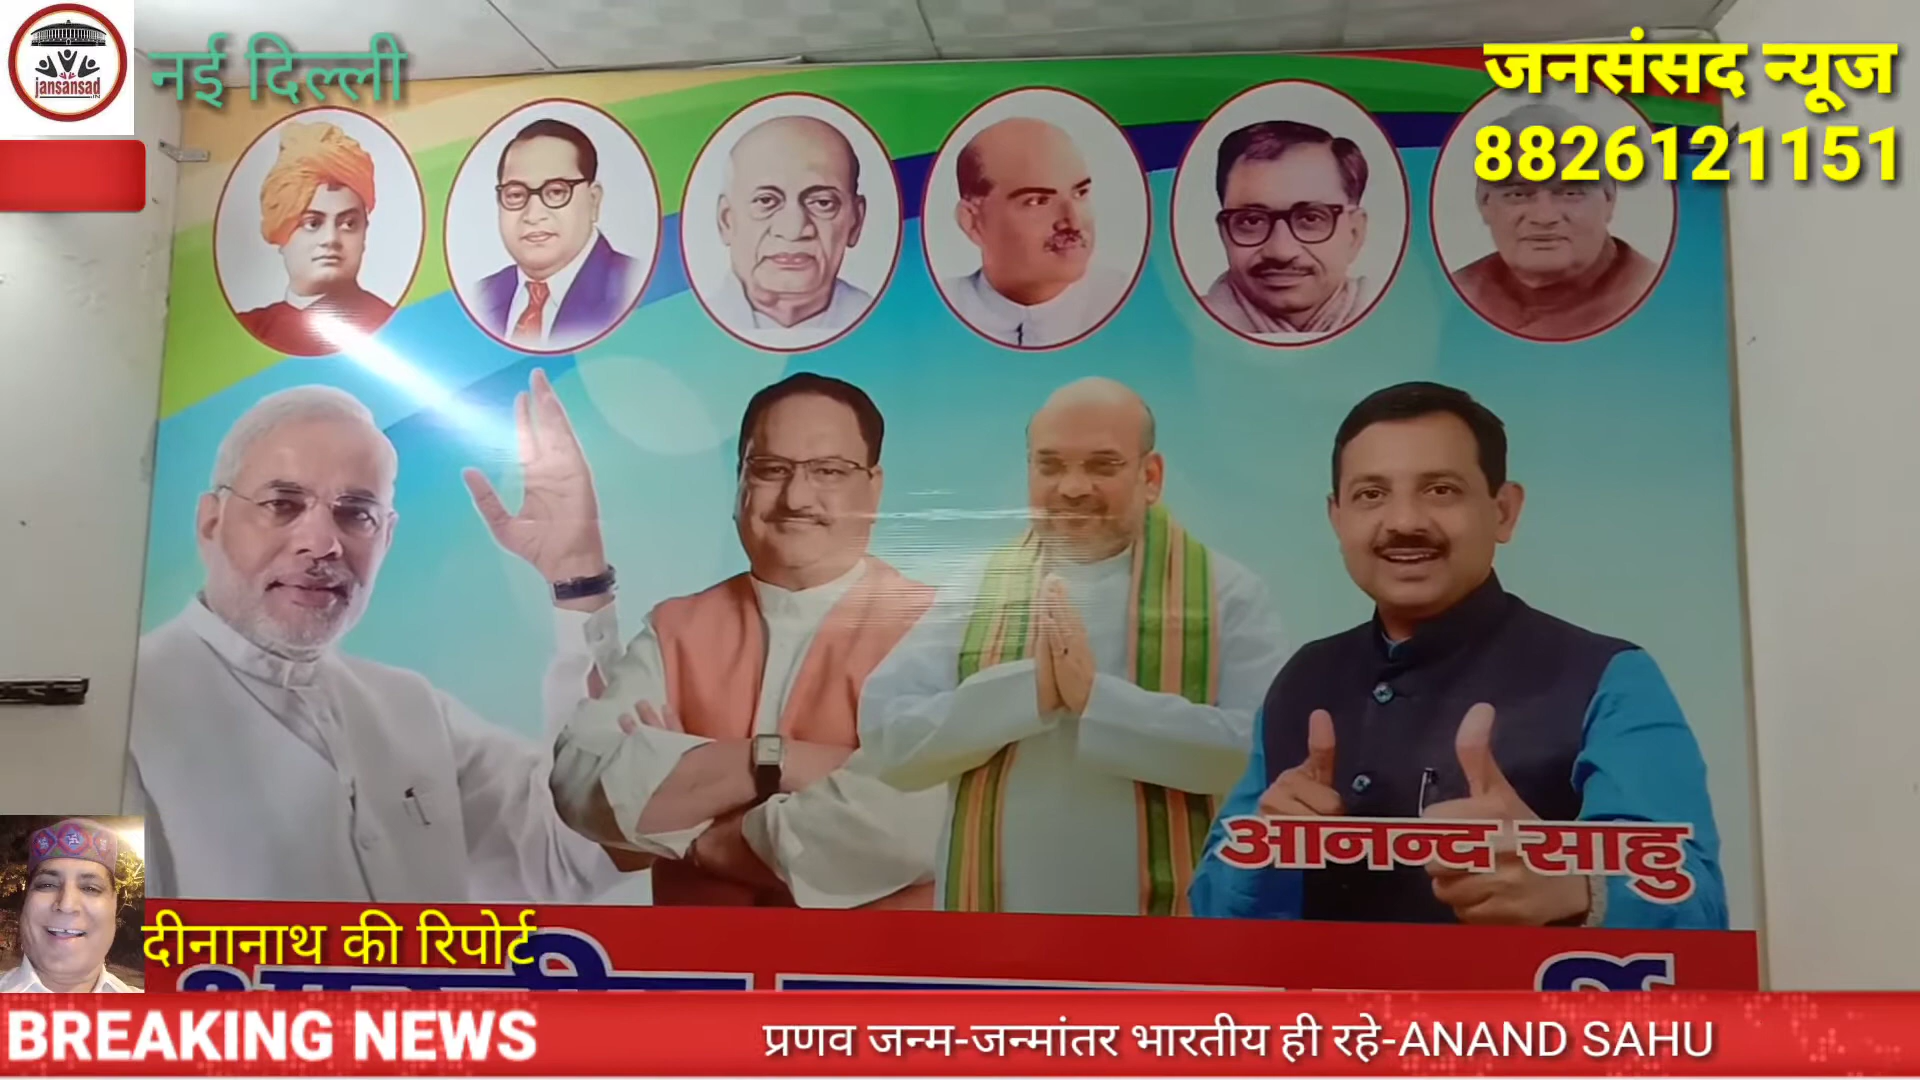 jansansad
नई दिल्ली
जनसंसद न्यूज
8826121151
आनन्द साहु
दीनानाथ की रिपोर्ट
BREAKING NEWS
प्रणव जन्म-जन्मांतर भारतीय ही रहे-ANAND SAHU